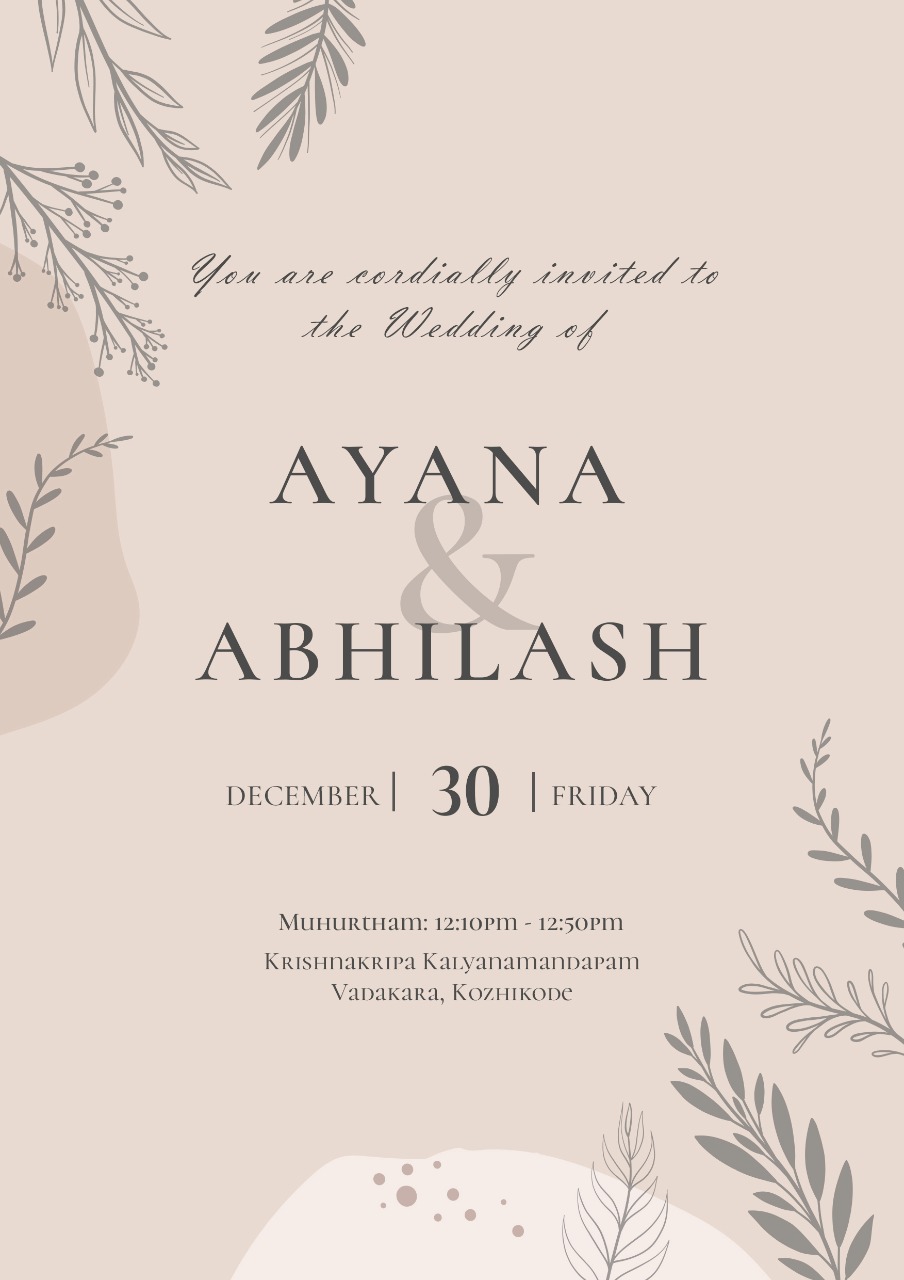 You are cordially invited to
the Wedding of
AYANA
&
ABHILASH
DECEMBER | 30 | FRIDAY
Muhurtham: 12:10pm - 12:50pm
Krishnakripa Kalyanamandapam
Vadakara, Kozhikode